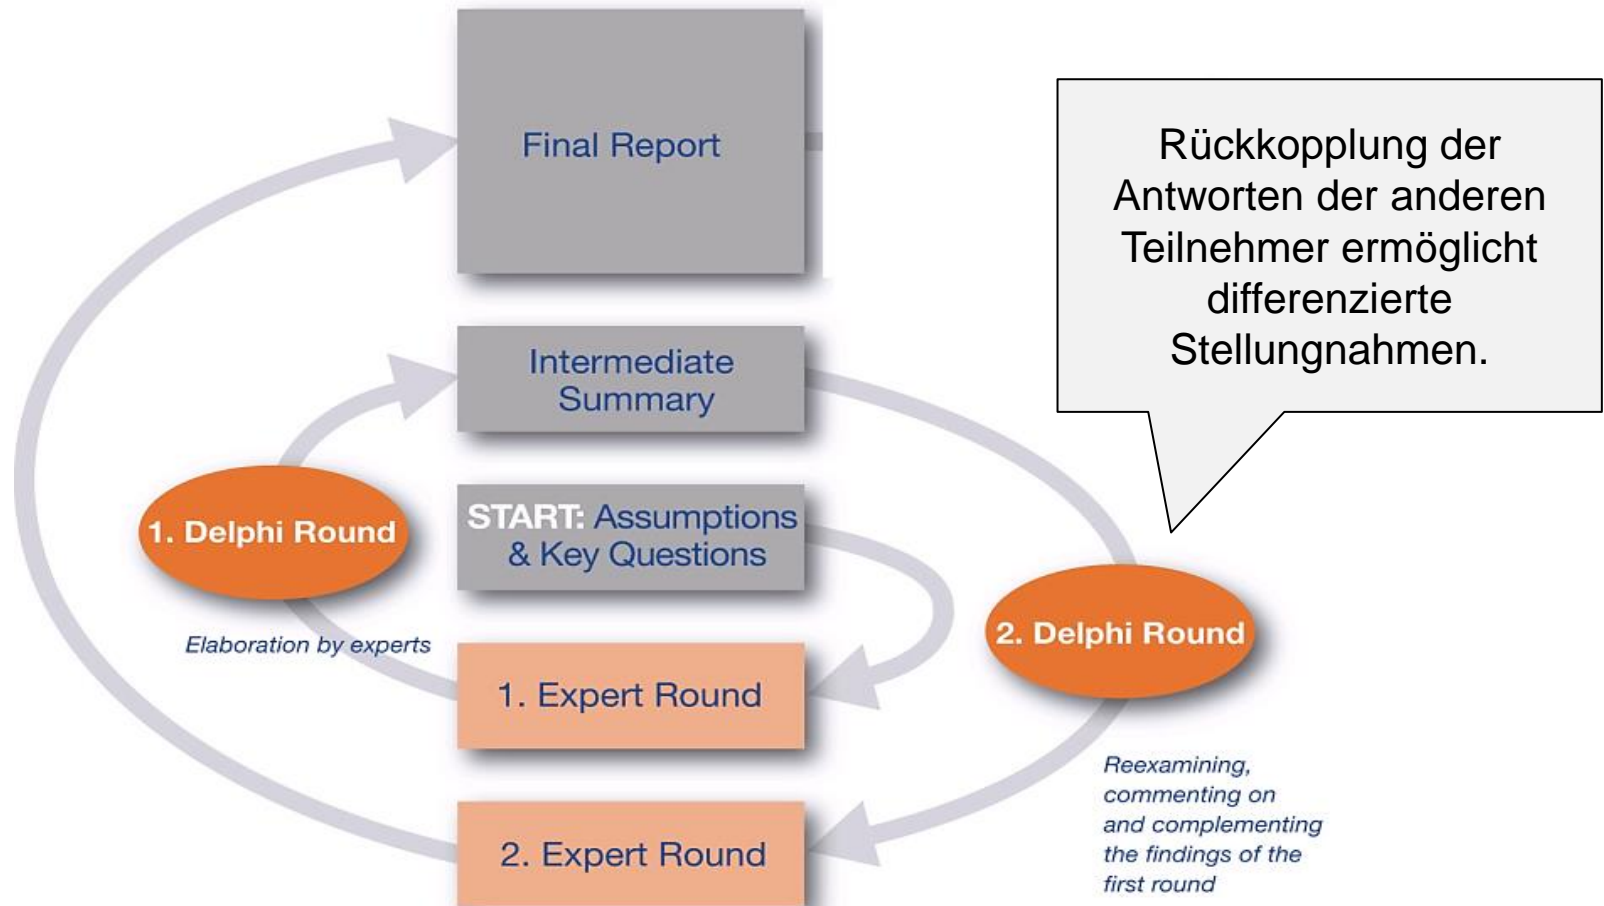 Final Report
Rückkopplung der
Antworten der anderen
Teilnehmer ermöglicht
differenzierte
Stellungnahmen.
Intermediate
Summary
START: Assumptions
& Key Questions
1. Delphi Round
Elaboration by experts
1. Expert Round
2. Delphi Round
Reexamining,
commenting on
and complementing
the findings of the
first round
2. Expert Round